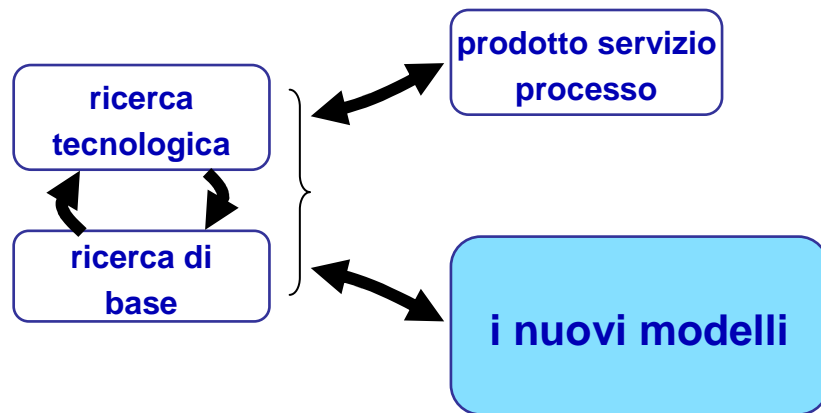 ricerca
tecnologica
ricerca di
base
prodotto servizio
processo
i nuovi modelli